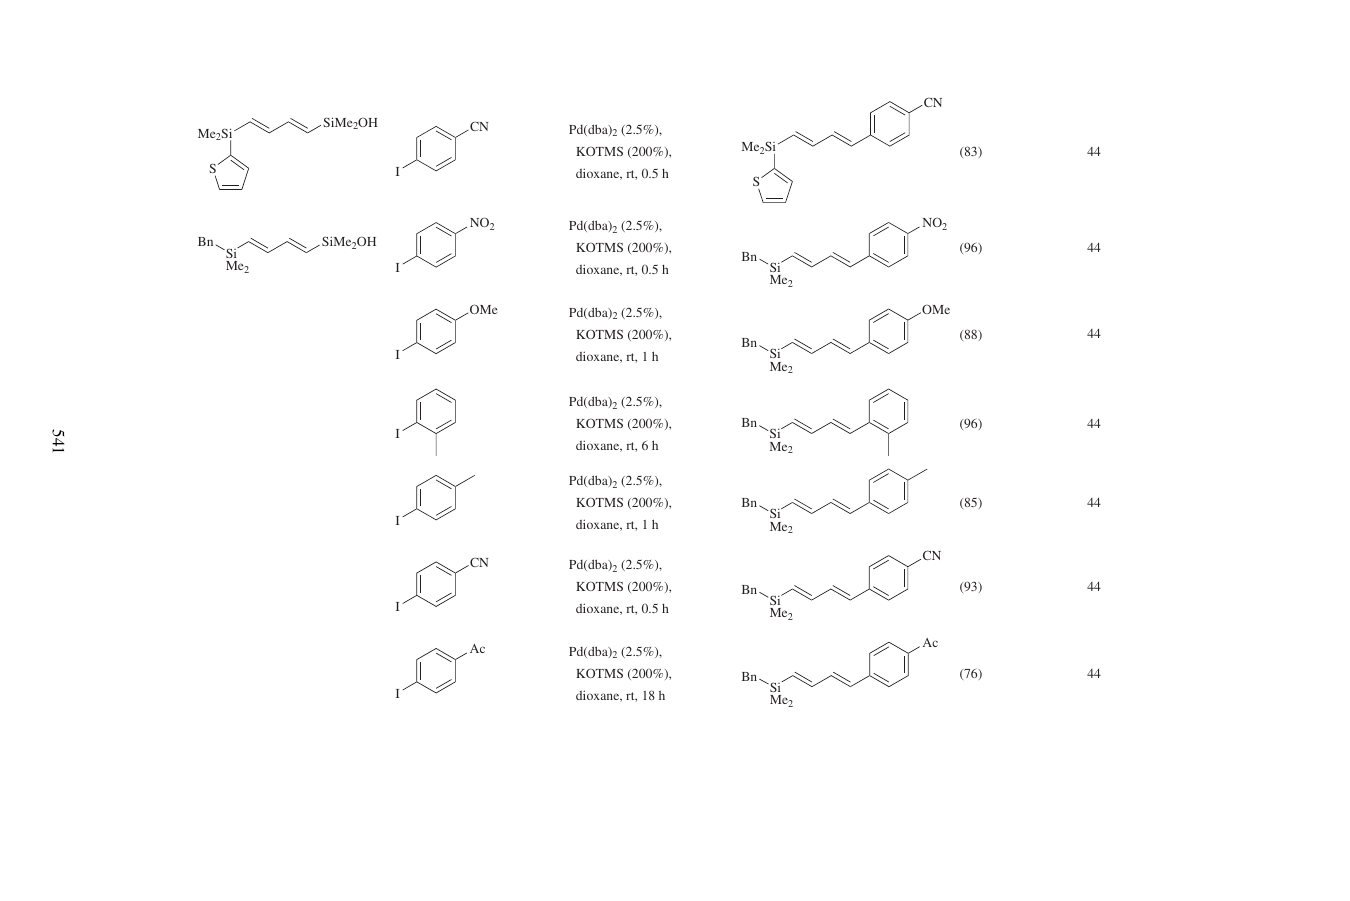 SiMe2OH
Me2Si
S
CN
I
Pd(dba)2 (2.5%),
KOTMS (200%),
dioxane, rt, 0.5 h
CN
Me2Si
S
(83)
44
Bn
Si
Me2
SiMe2OH
NO2
I
Pd(dba)2 (2.5%),
KOTMS (200%),
dioxane, rt, 0.5 h
NO2
Bn
Si
Me2
(96)
44
OMe
I
Pd(dba)2 (2.5%),
KOTMS (200%),
dioxane, rt, 1 h
OMe
Bn
Si
Me2
(88)
44
I
Pd(dba)2 (2.5%),
KOTMS (200%),
dioxane, rt, 6 h
Bn
Si
Me2
(96)
44
541
I
Pd(dba)2 (2.5%),
KOTMS (200%),
dioxane, rt, 1 h
Bn
Si
Me2
(85)
44
CN
I
Pd(dba)2 (2.5%),
KOTMS (200%),
dioxane, rt, 0.5 h
CN
Bn
Si
Me2
(93)
44
Ac
I
Pd(dba)2 (2.5%),
KOTMS (200%),
dioxane, rt, 18 h
Ac
Bn
Si
Me2
(76)
44